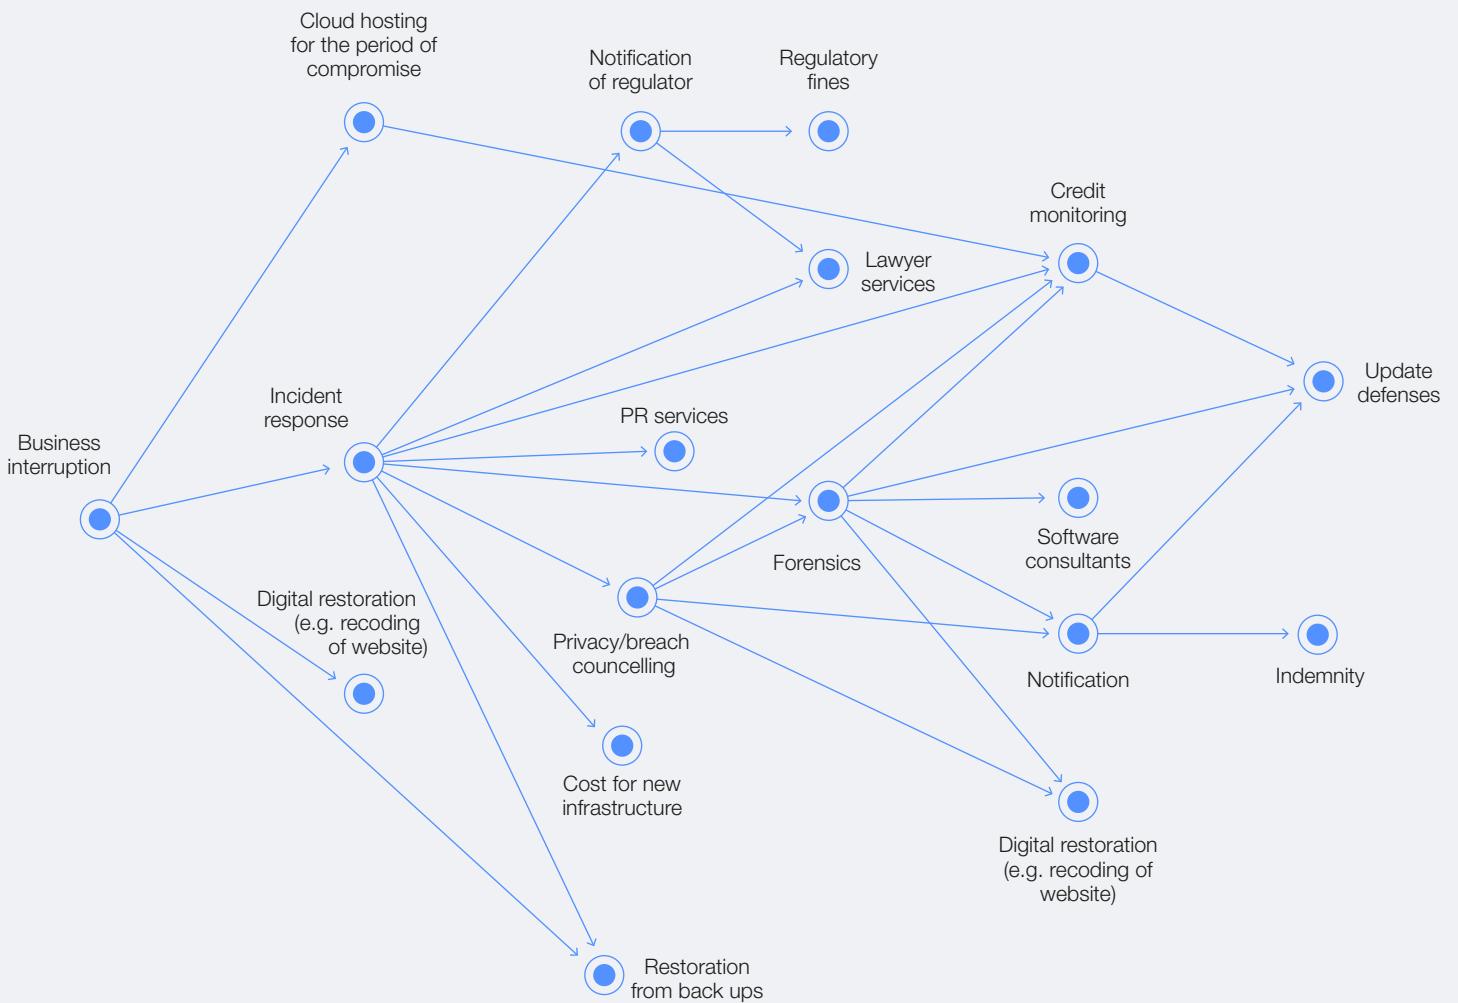 Cloud hosting
for the period of
compromise
Notification
of regulator
Regulatory
fines
Credit
monitoring
Lawyer
services
Update
defenses
Incident
response
PR services
Business
interruption
Software
consultants
Forensics
Digital restoration
(e.g. recoding
of website)
Privacy/breach
councelling
Notification
Indemnity
Cost for new
infrastructure
Digital restoration
(e.g. recoding of
website)
Restoration
from back ups